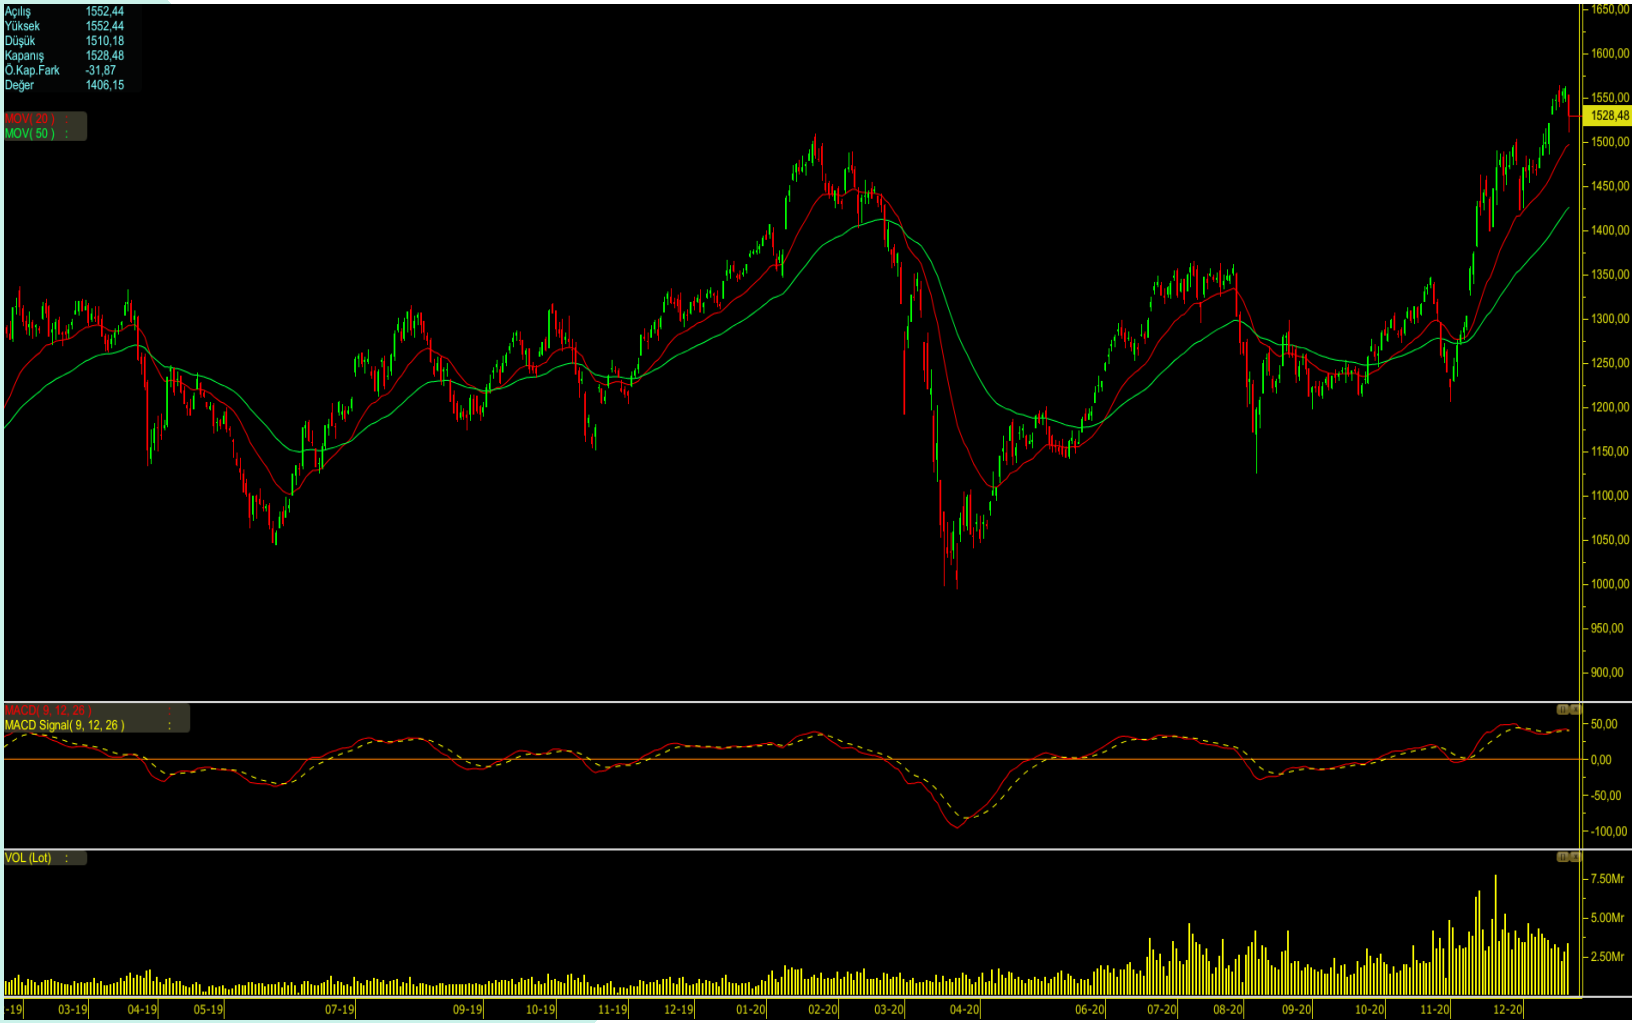 Açılış 1552,44
Yüksek 1552,44
Düşük 1510,18
Kapanış 1528,48
Ö.Kap.Fark -31,87
Değer 1406,15
MOV( 20 ) :
MOV( 50 ) :
1650,00
1600,00
1550,00
1528,48
1500,00
1450,00
1400,00
1350,00
1300,00
1250,00
1200,00
1150,00
1100,00
1050,00
1000,00
950,00
900,00
MACD( 9, 12, 26 ) :
MACD Signal( 9, 12, 26 ) :
50,00
0,00
-50,00
-100,00
VOL (Lot) :
7.50Mr
5.00Mr
2.50Mr
-19 03-19 04-19 05-19 07-19 09-19 10-19 11-19 12-19 01-20 02-20 03-20 04-20 06-20 07-20 08-20 09-20 10-20 11-20 12-20